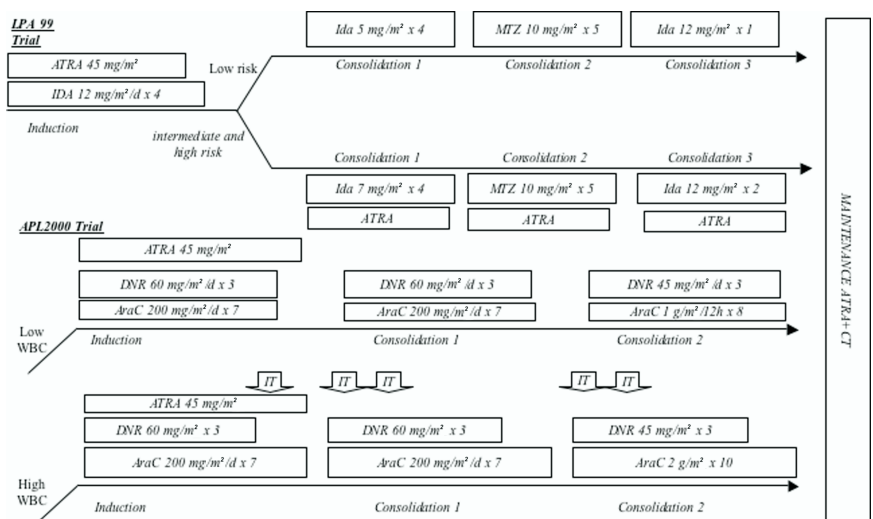 LPA 99
Trial
ATRA 45 mg/m²
IDA 12 mg/m²/d x 4
Induction
Low risk
intermediate and
high risk
Ida 5 mg/m² x 4
MTZ 10 mg/m² x 5
Ida 12 mg/m² x 1
Consolidation 1
Consolidation 2
Consolidation 3
Consolidation 1
Consolidation 2
Consolidation 3
Ida 7 mg/m² x 4
MTZ 10 mg/m² x 5
Ida 12 mg/m² x 2
ATRA
ATRA
ATRA
APL2000 Trial
ATRA 45 mg/m²
DNR 60 mg/m²/d x 3
DNR 60 mg/m² /d x 3
DNR 45 mg/m²/d x 3
AraC 200 mg/m²/d x 7
AraC 200 mg/m²/d x 7
AraC 1 g/m²/12h x 8
Low
WBC
Induction
Consolidation 1
Consolidation 2
IT
IT
IT
IT
IT
ATRA 45 mg/m²
DNR 60 mg/m² x 3
DNR 60 mg/m² x 3
DNR 45 mg/m² x 3
AraC 200 mg/m²/d x 7
AraC 200 mg/m²/d x 7
AraC 2 g/m² x 10
High
WBC
Induction
Consolidation 1
Consolidation 2
MAINTENANCE ATRA+ CT